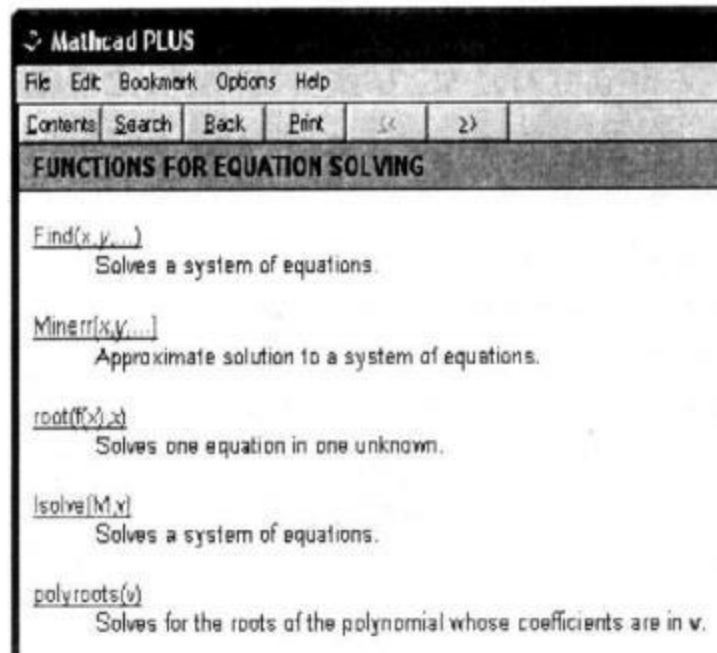 Mathcad PLUS
File Edit Bookmark Options Help
Contents Search Back Print << >>
FUNCTIONS FOR EQUATION SOLVING
Find(x,y,...)
Solves a system of equations.
Minerr(x,y,...)
Approximate solution to a system of equations.
root(f(x),x)
Solves one equation in one unknown.
lsolve(M,v)
Solves a system of equations.
polyroots(v)
Solves for the roots of the polynomial whose coefficients are in v.